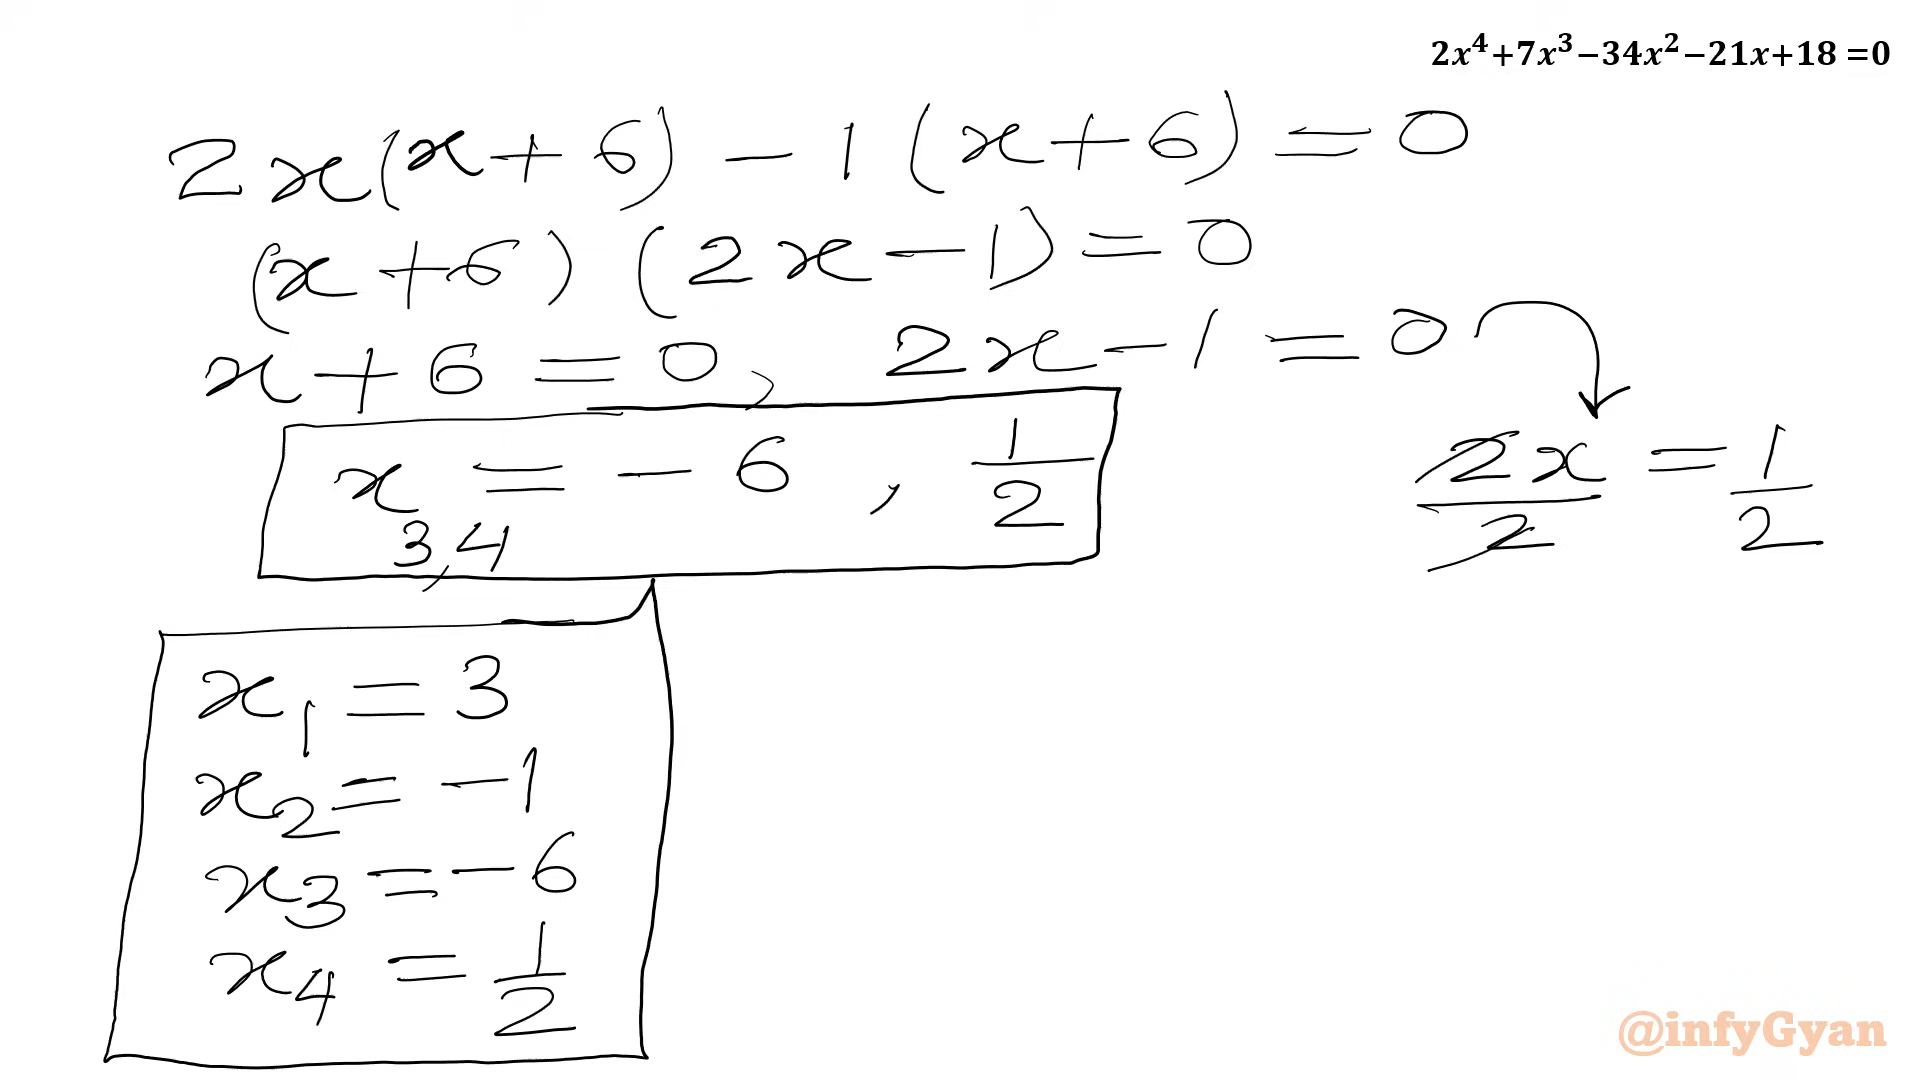 2x⁴+7x³−34x²−21x+18 =0
2x(x+6) − 1 (x+6) = 0
(x+6) (2x−1) = 0
x+6 = 0, 2x−1 = 0
x₃,₄ = −6 , 1/2
2x/2 = 1/2
x₁ = 3
x₂ = −1
x₃ = −6
x₄ = 1/2
@infyGyan